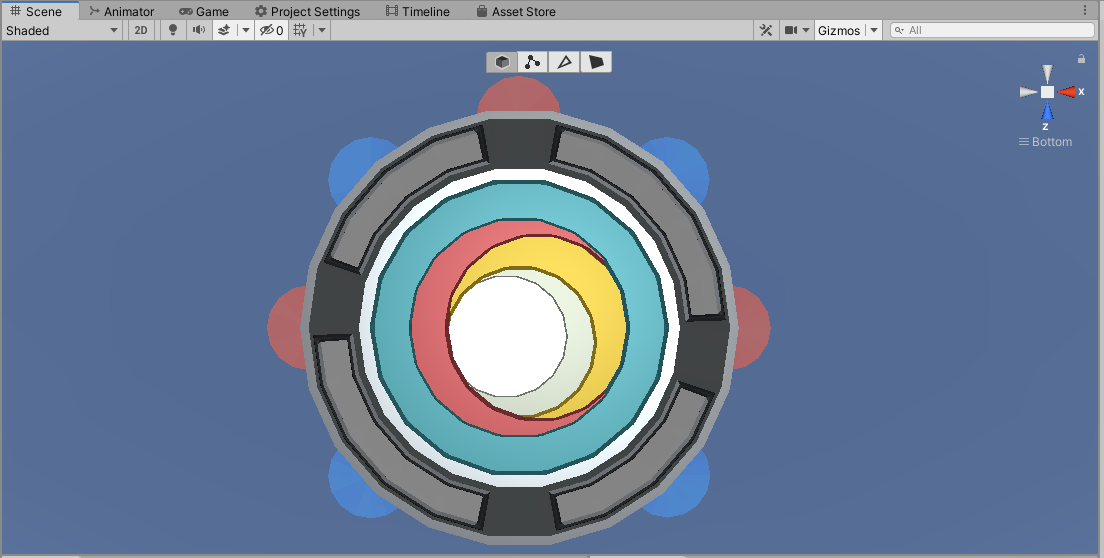 Scene Animator Game Project Settings Timeline Asset Store
Shaded 2D 0 Gizmos All
x
z
Bottom